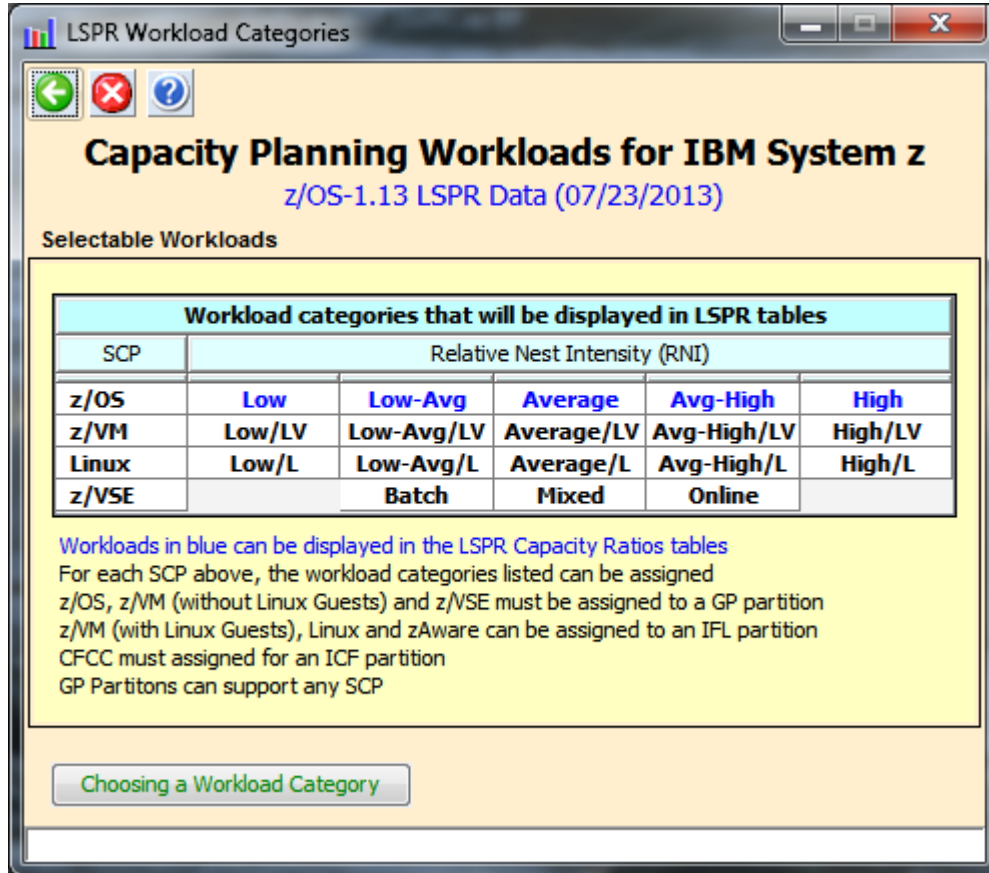 LSPR Workload Categories
Capacity Planning Workloads for IBM System z
z/OS-1.13 LSPR Data (07/23/2013)
Selectable Workloads
Workload categories that will be displayed in LSPR tables
SCP Relative Nest Intensity (RNI)
z/OS Low Low-Avg Average Avg-High High
z/VM Low/LV Low-Avg/LV Average/LV Avg-High/LV High/LV
Linux Low/L Low-Avg/L Average/L Avg-High/L High/L
z/VSE Batch Mixed Online
Workloads in blue can be displayed in the LSPR Capacity Ratios tables
For each SCP above, the workload categories listed can be assigned
z/OS, z/VM (without Linux Guests) and z/VSE must be assigned to a GP partition
z/VM (with Linux Guests), Linux and zAware can be assigned to an IFL partition
CFCC must assigned for an ICF partition
GP Partitons can support any SCP
Choosing a Workload Category